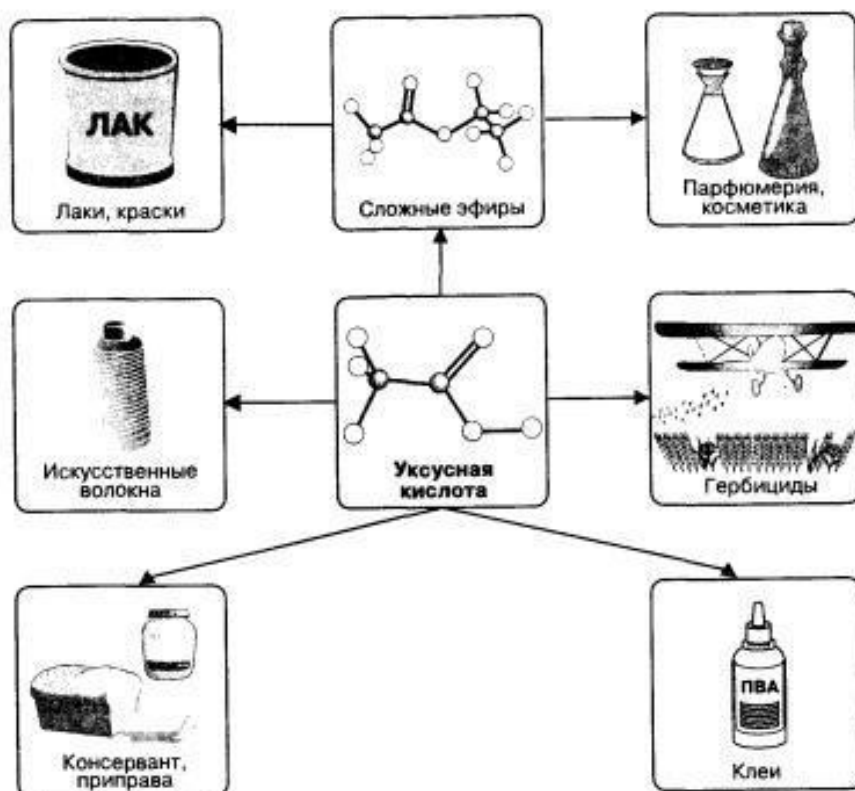 ЛАК
Лаки, краски
Сложные эфиры
Парфюмерия,
косметика
Искусственные
волокна
Уксусная
кислота
Гербициды
Консервант,
приправа
ПВА
Клеи